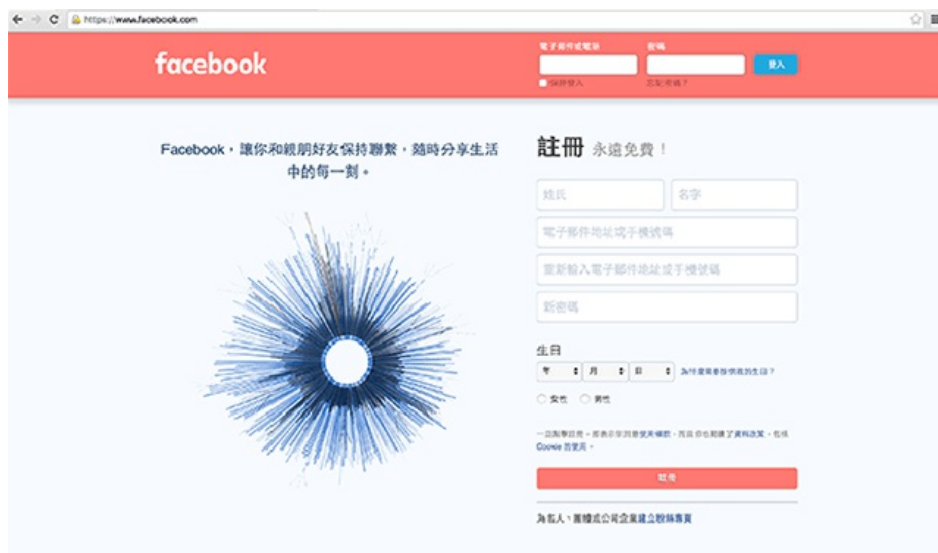 https://www.facebook.com
facebook
電子郵件或電話
密碼
登入
保持登入
忘記密碼?
Facebook,讓你和親朋好友保持聯繫,隨時分享生活
中的每一刻。
註冊 永遠免費!
姓氏
名字
電子郵件地址或手機號碼
重新輸入電子郵件地址或手機號碼
新密碼
生日
年 月 日 為什麼需要提供我的生日?
女性 男性
Cookie 的使用。
註冊
為名人、團體或公司企業建立粉絲專頁